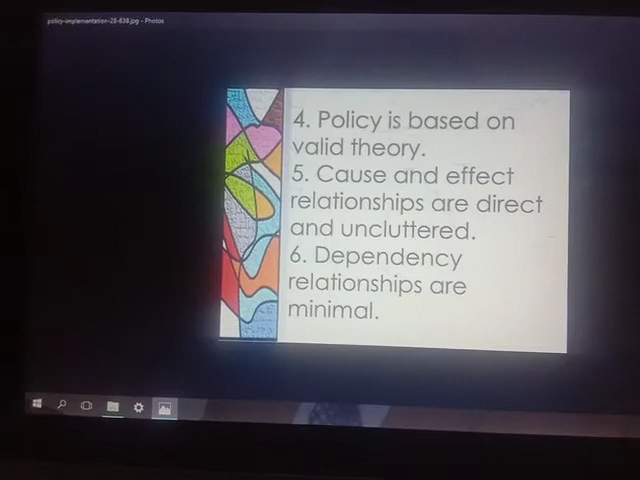 policy-implementation-28-638.jpg - Photos
4. Policy is based on
valid theory.
5. Cause and effect
relationships are direct
and uncluttered.
6. Dependency
relationships are
minimal.